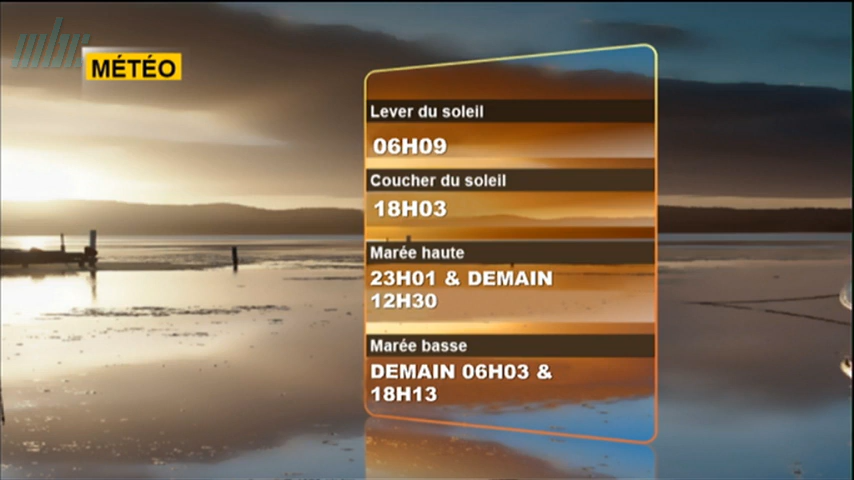 mbc
MÉTÉO
Lever du soleil
06H09
Coucher du soleil
18H03
Marée haute
23H01 & DEMAIN
12H30
Marée basse
DEMAIN 06H03 &
18H13